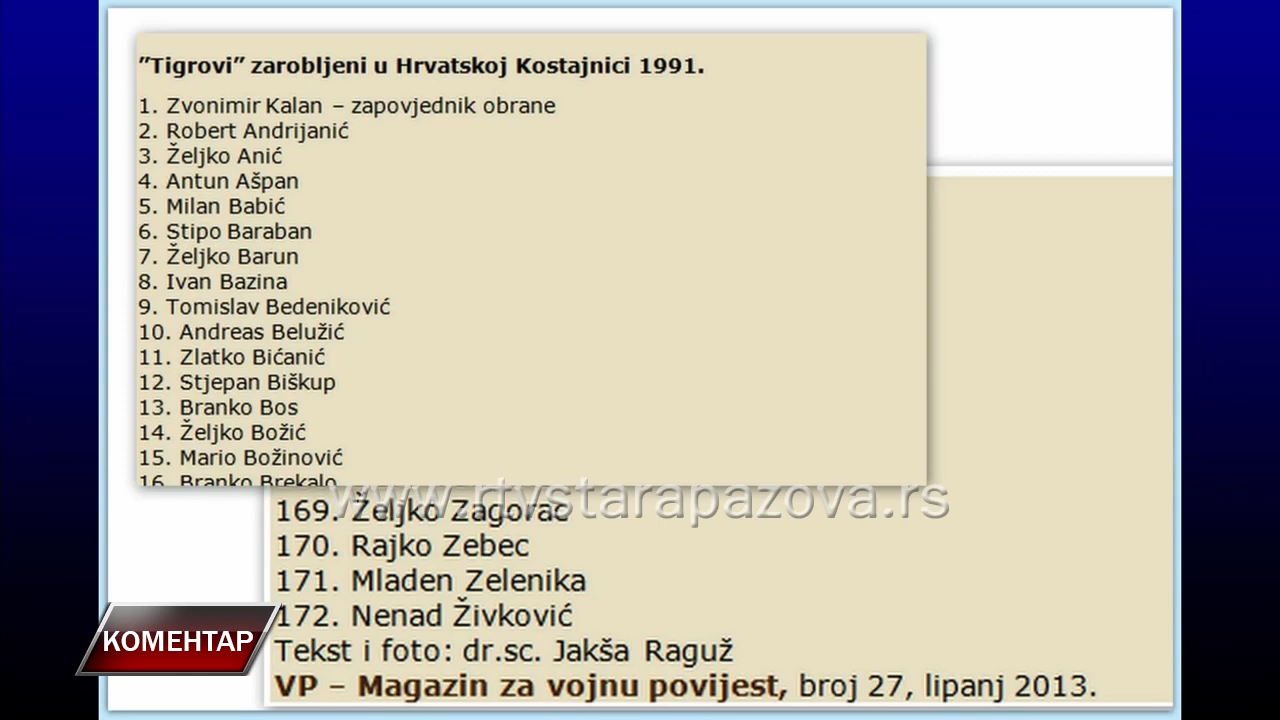 ”Tigrovi” zarobljeni u Hrvatskoj Kostajnici 1991.
1. Zvonimir Kalan – zapovjednik obrane
2. Robert Andrijanić
3. Željko Anić
4. Antun Ašpan
5. Milan Babić
6. Stipo Baraban
7. Željko Barun
8. Ivan Bazina
9. Tomislav Bedeniković
10. Andreas Belužić
11. Zlatko Bićanić
12. Stjepan Biškup
13. Branko Bos
14. Željko Božić
15. Mario Božinović
16. Branko Brekalo
www.rtvstarapazova.rs
169. Željko Zagorac
170. Rajko Zebec
171. Mladen Zelenika
172. Nenad Živković
КОМЕНТАР
Tekst i foto: dr.sc. Jakša Raguž
VP – Magazin za vojnu povijest, broj 27, lipanj 2013.